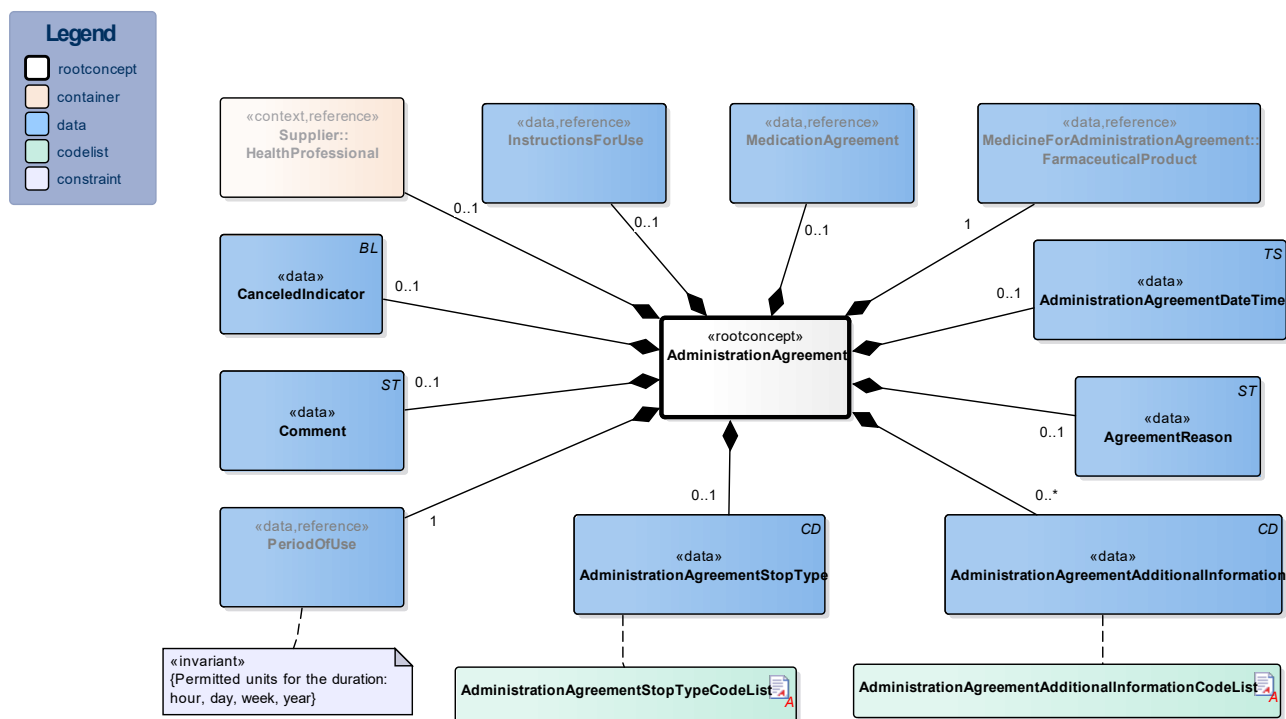 Legend
rootconcept
container
data
codelist
constraint
«context,reference»
Supplier::
HealthProfessional
0..1
«data,reference»
InstructionsForUse
0..1
«data,reference»
MedicationAgreement
0..1
«data,reference»
MedicineForAdministrationAgreement::
FarmaceuticalProduct
1
BL
«data»
CanceledIndicator
0..1
TS
«data»
AdministrationAgreementDateTime
0..1
«rootconcept»
AdministrationAgreement
ST
«data»
Comment
0..1
ST
«data»
AgreementReason
0..1
«data,reference»
PeriodOfUse
1
0..1
CD
«data»
AdministrationAgreementStopType
0..*
CD
«data»
AdministrationAgreementAdditionalInformation
«invariant»
{Permitted units for the duration:
hour, day, week, year}
AdministrationAgreementStopTypeCodeList
A
AdministrationAgreementAdditionalInformationCodeList
A